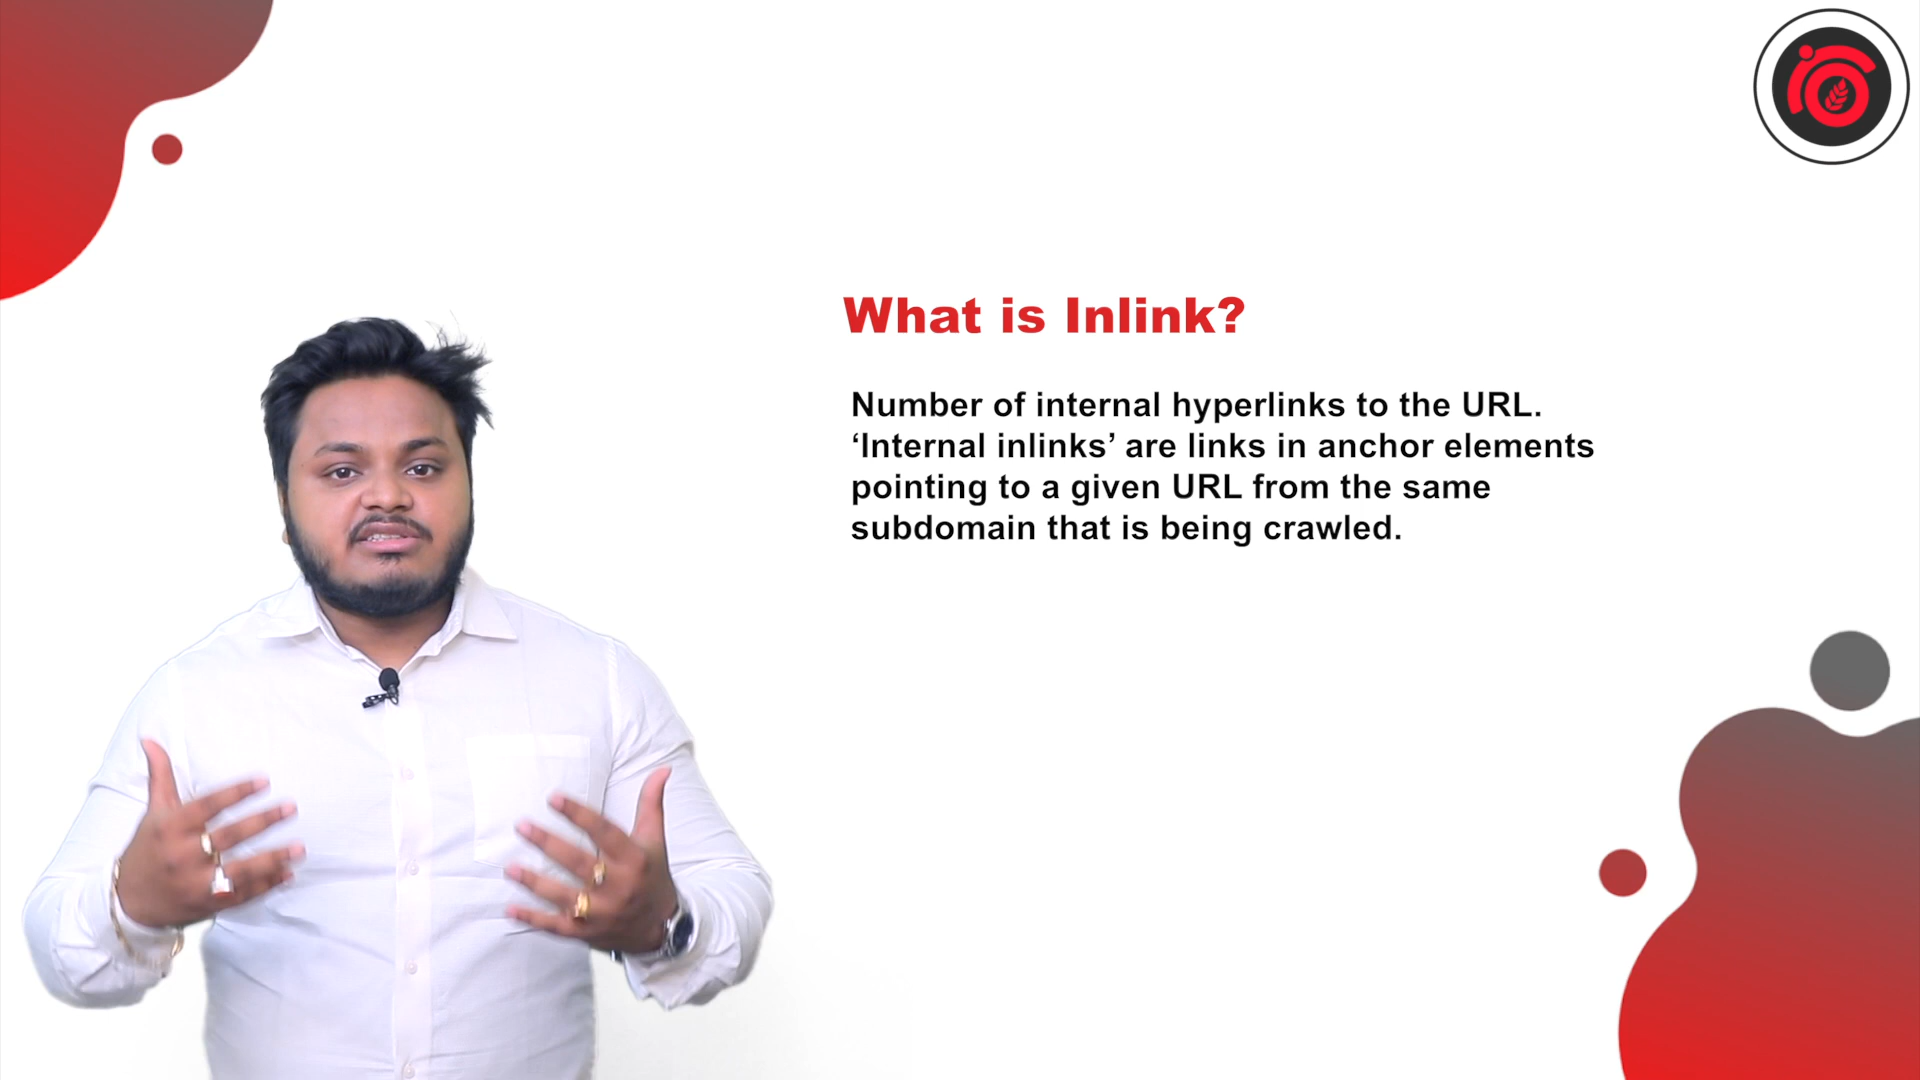 What is Inlink?
Number of internal hyperlinks to the URL.
‘Internal inlinks’ are links in anchor elements
pointing to a given URL from the same
subdomain that is being crawled.